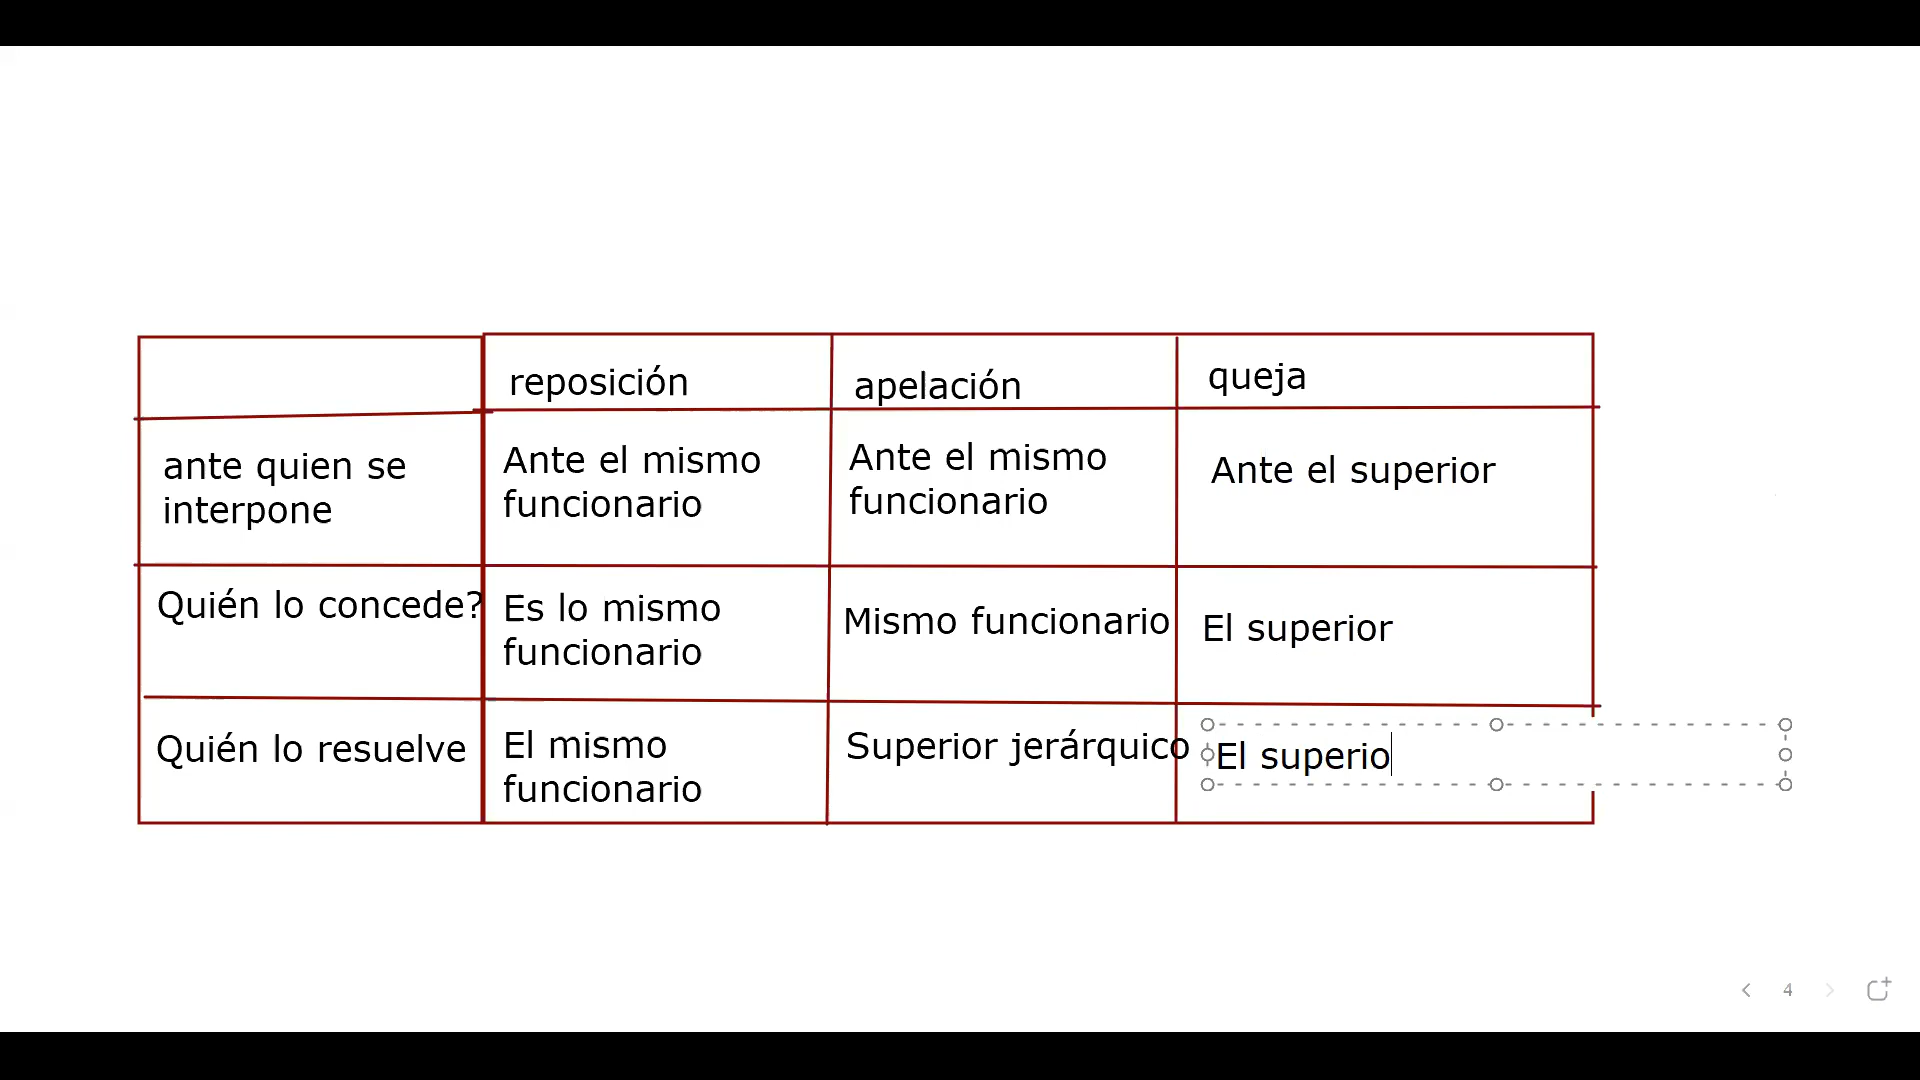 reposición
apelación
queja
ante quien se
interpone
Ante el mismo
funcionario
Ante el mismo
funcionario
Ante el superior
Quién lo concede?
Es lo mismo
funcionario
Mismo funcionario
El superior
Quién lo resuelve
El mismo
funcionario
Superior jerárquico
El superio
4